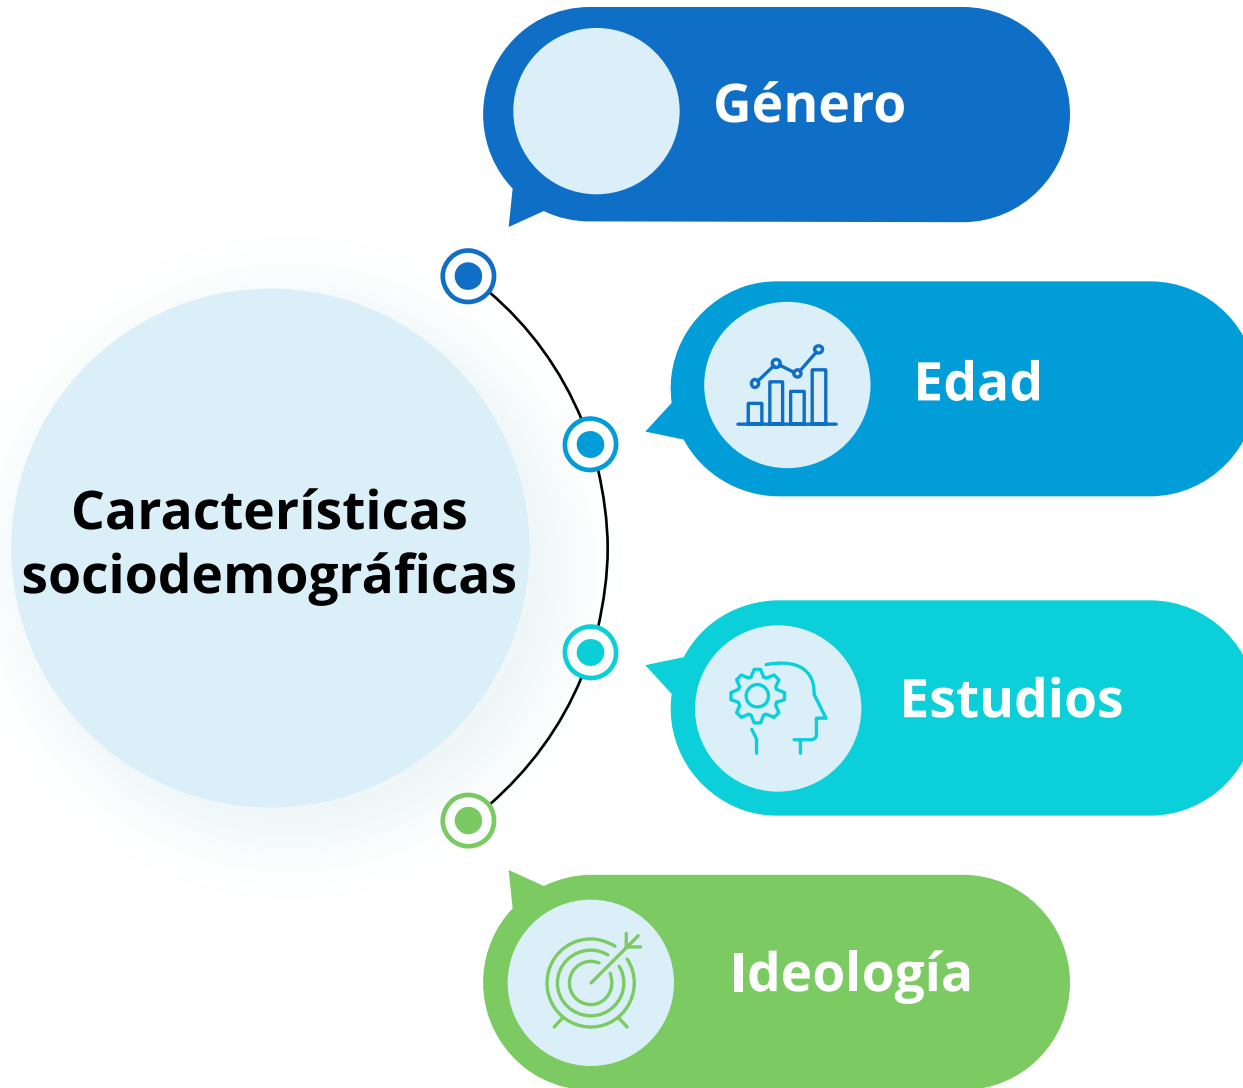 Género
Edad
Características
sociodemográficas
Estudios
Ideología